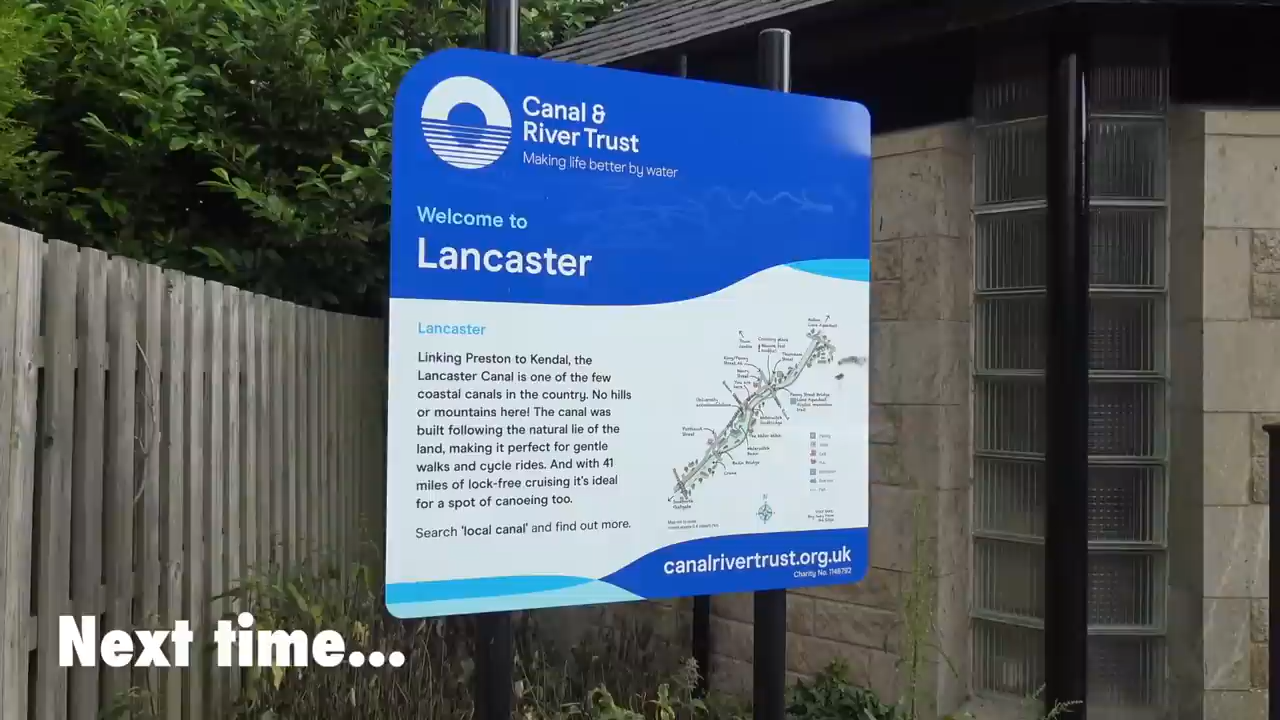 Canal &
River Trust
Making life better by water
Welcome to
Lancaster
Lancaster
Linking Preston to Kendal, the
Lancaster Canal is one of the few
coastal canals in the country. No hills
or mountains here! The canal was
built following the natural lie of the
land, making it perfect for gentle
walks and cycle rides. And with 41
miles of lock-free cruising it's ideal
for a spot of canoeing too.
Search 'local canal' and find out more.
canalrivertrust.org.uk
Charity No. 1146792
Next time...